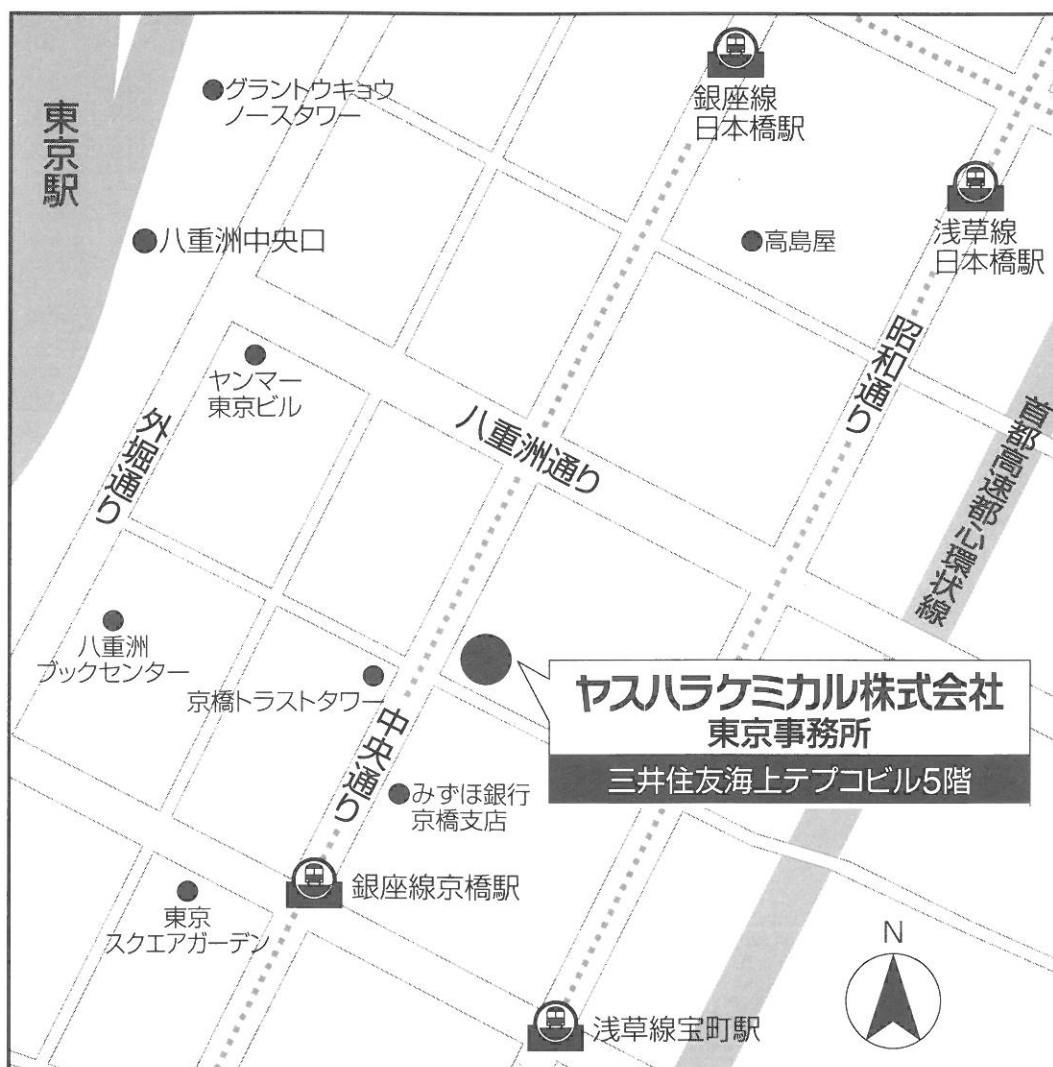 銀座線
日本橋駅
グラントウキョウ
ノースタワー
東京駅
浅草線
日本橋駅
八重洲中央口
高島屋
ヤンマー
東京ビル
昭和通り
外堀通り
八重洲通り
首都高速都心環状線
八重洲
ブックセンター
京橋トラストタワー
ヤスハラケミカル株式会社
東京事務所
三井住友海上テプコビル5階
中央通り
みずほ銀行
京橋支店
銀座線京橋駅
東京
スクエアガーデン
N
浅草線宝町駅